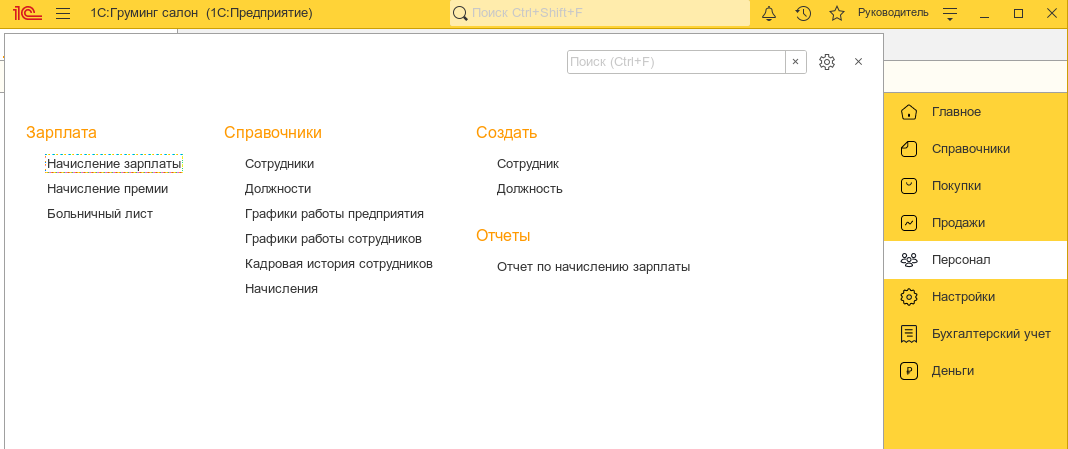 1С:Груминг салон (1С:Предприятие)
Поиск Ctrl+Shift+F
Руководитель
Поиск (Ctrl+F)
Зарплата
Начисление зарплаты
Начисление премии
Больничный лист
Справочники
Сотрудники
Должности
Графики работы предприятия
Графики работы сотрудников
Кадровая история сотрудников
Начисления
Создать
Сотрудник
Должность
Отчеты
Отчет по начислению зарплаты
Главное
Справочники
Покупки
Продажи
Персонал
Настройки
Бухгалтерский учет
Деньги